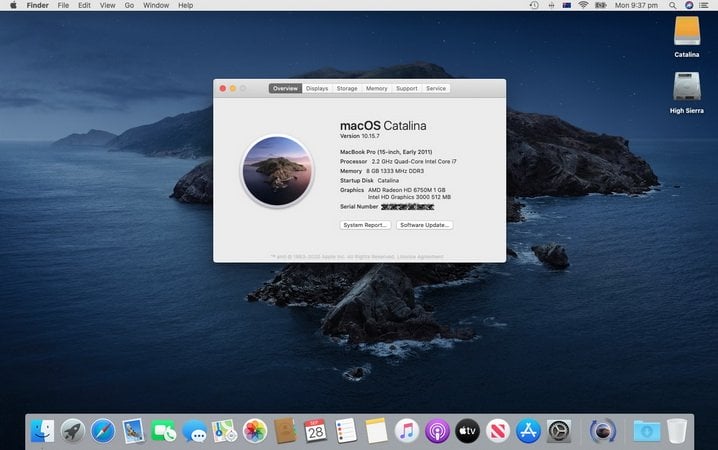 Finder File Edit View Go Window Help
Mon 9:37 pm
Catalina
High Sierra
Overview Displays Storage Memory Support Service
macOS Catalina
Version 10.15.7
MacBook Pro (15-inch, Early 2011)
Processor 2.2 GHz Quad-Core Intel Core i7
Memory 8 GB 1333 MHz DDR3
Startup Disk Catalina
Graphics AMD Radeon HD 6750M 1 GB
Intel HD Graphics 3000 512 MB
Serial Number
System Report... Software Update...
™ and © 1983-2020 Apple Inc. All Rights Reserved. Licence Agreement
SEP
28
tv